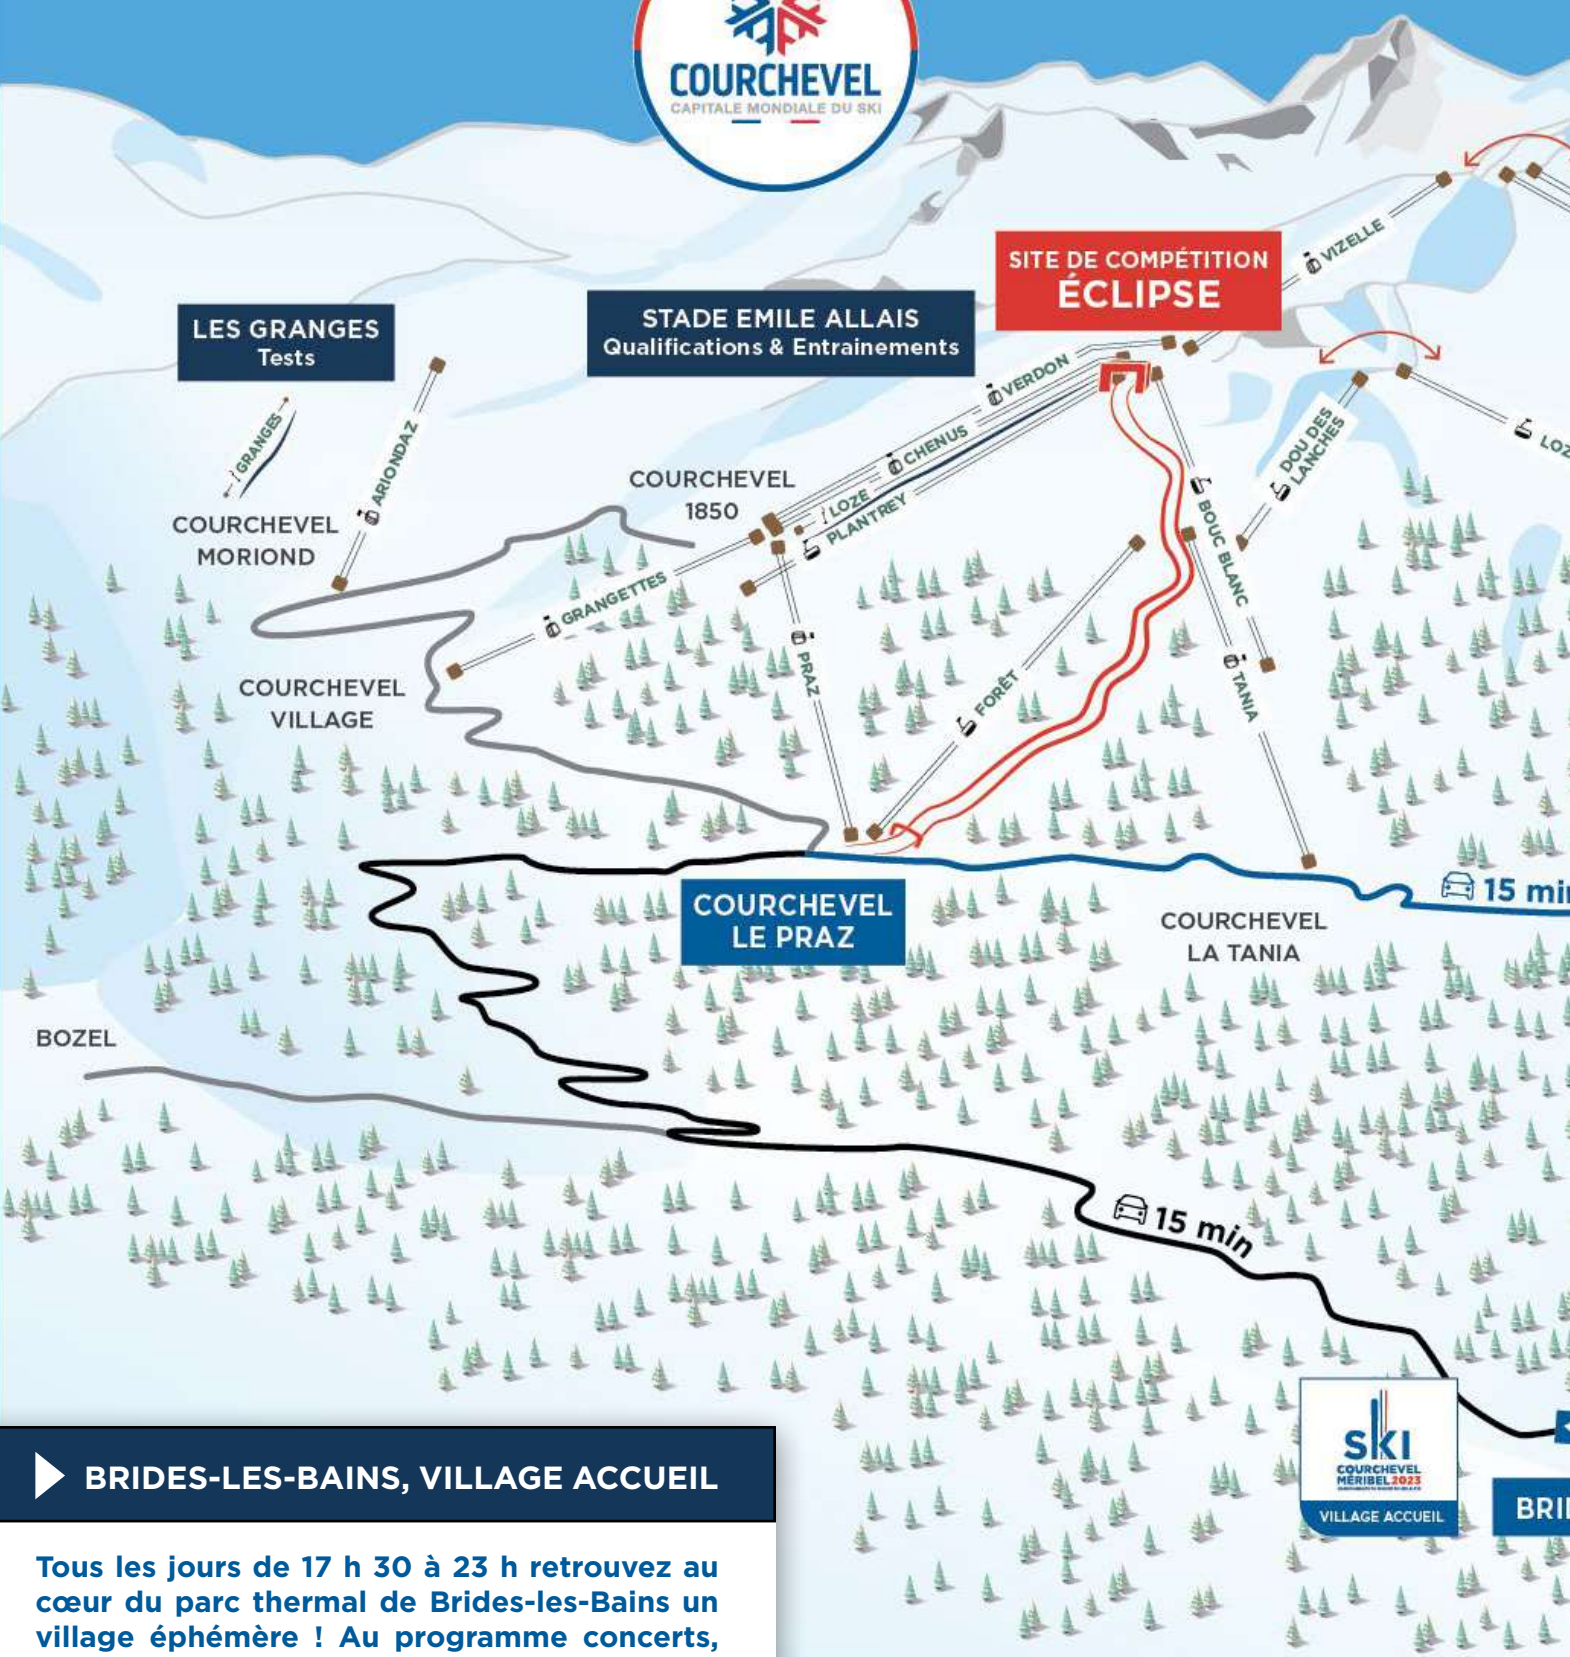 COURCHEVEL
CAPITALE MONDIALE DU SKI
VIZELLE
SITE DE COMPÉTITION
ÉCLIPSE
STADE EMILE ALLAIS
Qualifications & Entrainements
LES GRANGES
Tests
VERDON
CHENUS
LOZE
PLANTREY
GRANGES
ARIONDAZ
DOU DES
LANCHES
LOZ
COURCHEVEL
1850
COURCHEVEL
MORIOND
BOUC BLANC
GRANGETTES
PRAZ
FORÊT
TANIA
COURCHEVEL
VILLAGE
15 min
COURCHEVEL
LE PRAZ
COURCHEVEL
LA TANIA
BOZEL
15 min
SKI
COURCHEVEL
MÉRIBEL 2023
VILLAGE ACCUEIL
BRID
BRIDES-LES-BAINS, VILLAGE ACCUEIL
Tous les jours de 17 h 30 à 23 h retrouvez au
cœur du parc thermal de Brides-les-Bains un
village éphémère ! Au programme concerts,